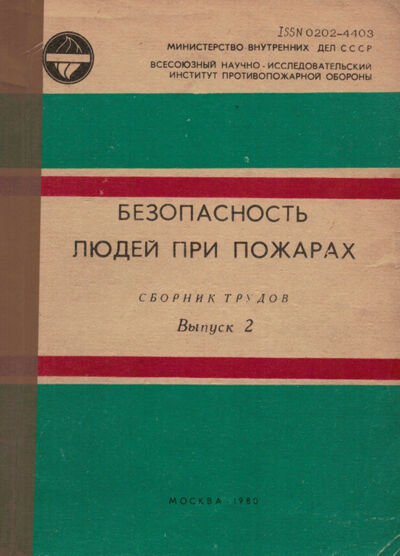 ISSN 0202-4403
МИНИСТЕРСТВО ВНУТРЕННИХ ДЕЛ СССР
ВСЕСОЮЗНЫЙ НАУЧНО-ИССЛЕДОВАТЕЛЬСКИЙ
ИНСТИТУТ ПРОТИВОПОЖАРНОЙ ОБОРОНЫ
БЕЗОПАСНОСТЬ
ЛЮДЕЙ ПРИ ПОЖАРАХ
СБОРНИК ТРУДОВ
Выпуск 2
МОСКВА-1980